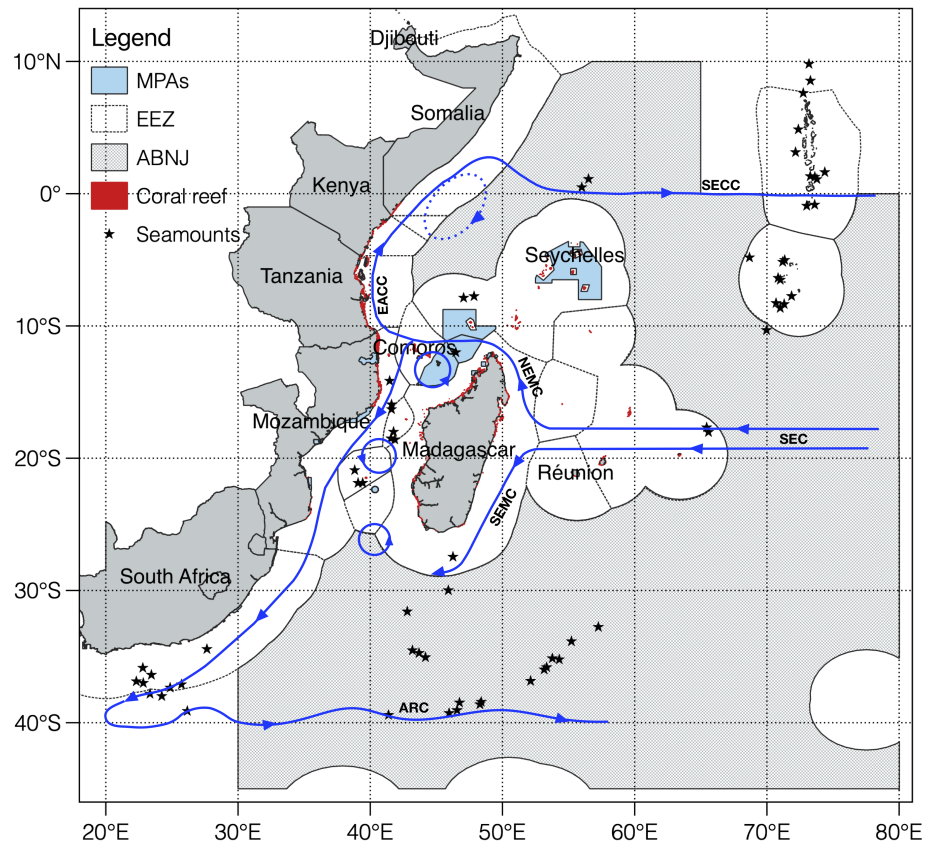 Legend
MPAs
EEZ
ABNJ
Coral reef
Seamounts
Djibouti
Somalia
Kenya
Tanzania
SECC
Seychelles
EACC
Comoros
NEMC
Mozambique
Madagascar
SEC
Réunion
SEMC
South Africa
ARC
10°N
0°
10°S
20°S
30°S
40°S
20°E
30°E
40°E
50°E
60°E
70°E
80°E